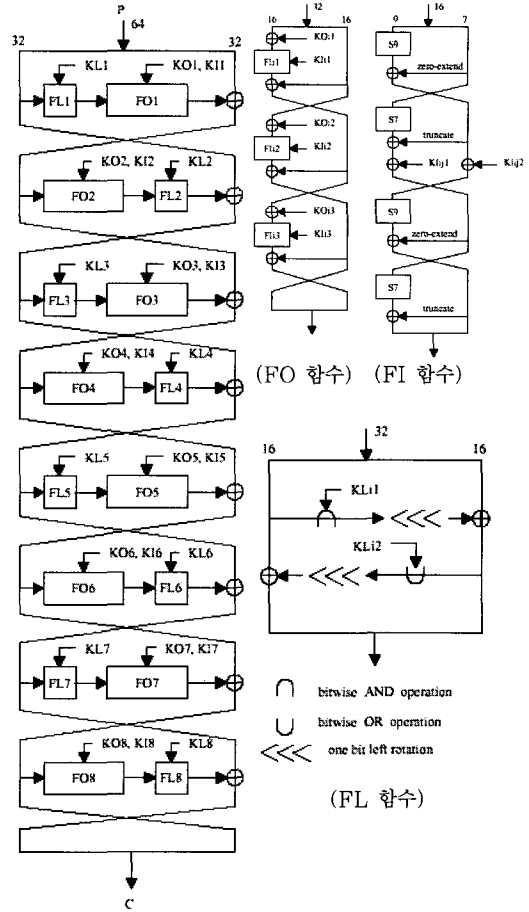 P
64
32
32
KL1
KO1, KI1
FL1
FO1
KO2, KI2
KL2
FO2
FL2
KL3
KO3, KI3
FL3
FO3
KO4, KI4
KL4
FO4
FL4
KL5
KO5, KI5
FL5
FO5
KO6, KI6
KL6
FO6
FL6
KL7
KO7, KI7
FL7
FO7
KO8, KI8
KL8
FO8
FL8
C
32
16
16
KOi1
FIi1
KIi1
KOi2
FIi2
KIi2
KOi3
FIi3
KIi3
(FO 함수)
16
9
7
S9
zero-extend
S7
truncate
KIij1
KIij2
S9
zero-extend
S7
truncate
(FI 함수)
32
16
16
KLi1
KLi2
bitwise AND operation
bitwise OR operation
one bit left rotation
(FL 함수)